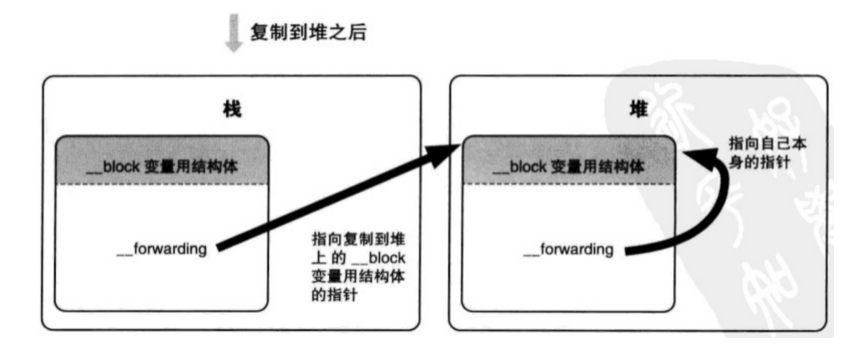 复制到堆之后
栈
__block 变量用结构体
__forwarding
指向复制到堆
上 的 __block
变量用结构体
的指针
堆
__block 变量用结构体
__forwarding
指向自己本
身的指针